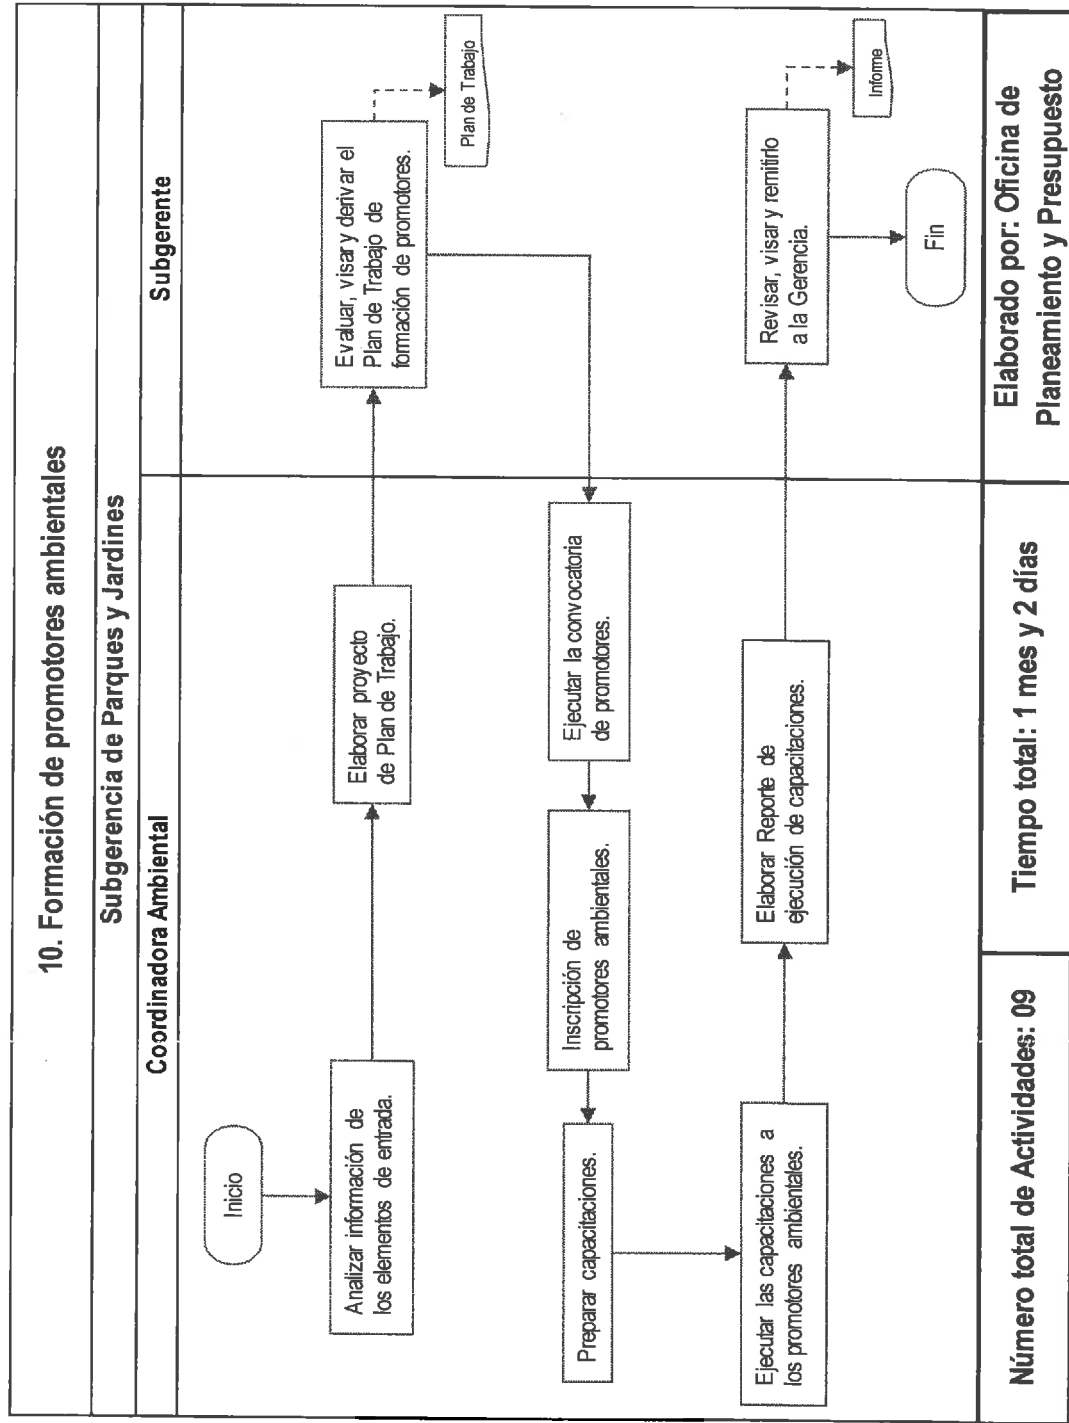 10. Formación de promotores ambientales
Subgerencia de Parques y Jardines
Coordinadora Ambiental
Subgerente
Inicio
Analizar información de
los elementos de entrada.
Elaborar proyecto
de Plan de Trabajo.
Evaluar, visar y derivar el
Plan de Trabajo de
formación de promotores.
Plan de Trabajo
Ejecutar la convocatoria
de promotores.
Inscripción de
promotores ambientales.
Preparar capacitaciones.
Ejecutar las capacitaciones a
los promotores ambientales.
Elaborar Reporte de
ejecución de capacitaciones.
Revisar, visar y remitirlo
a la Gerencia.
Informe
Fin
Número total de Actividades: 09
Tiempo total: 1 mes y 2 días
Elaborado por: Oficina de
Planeamiento y Presupuesto